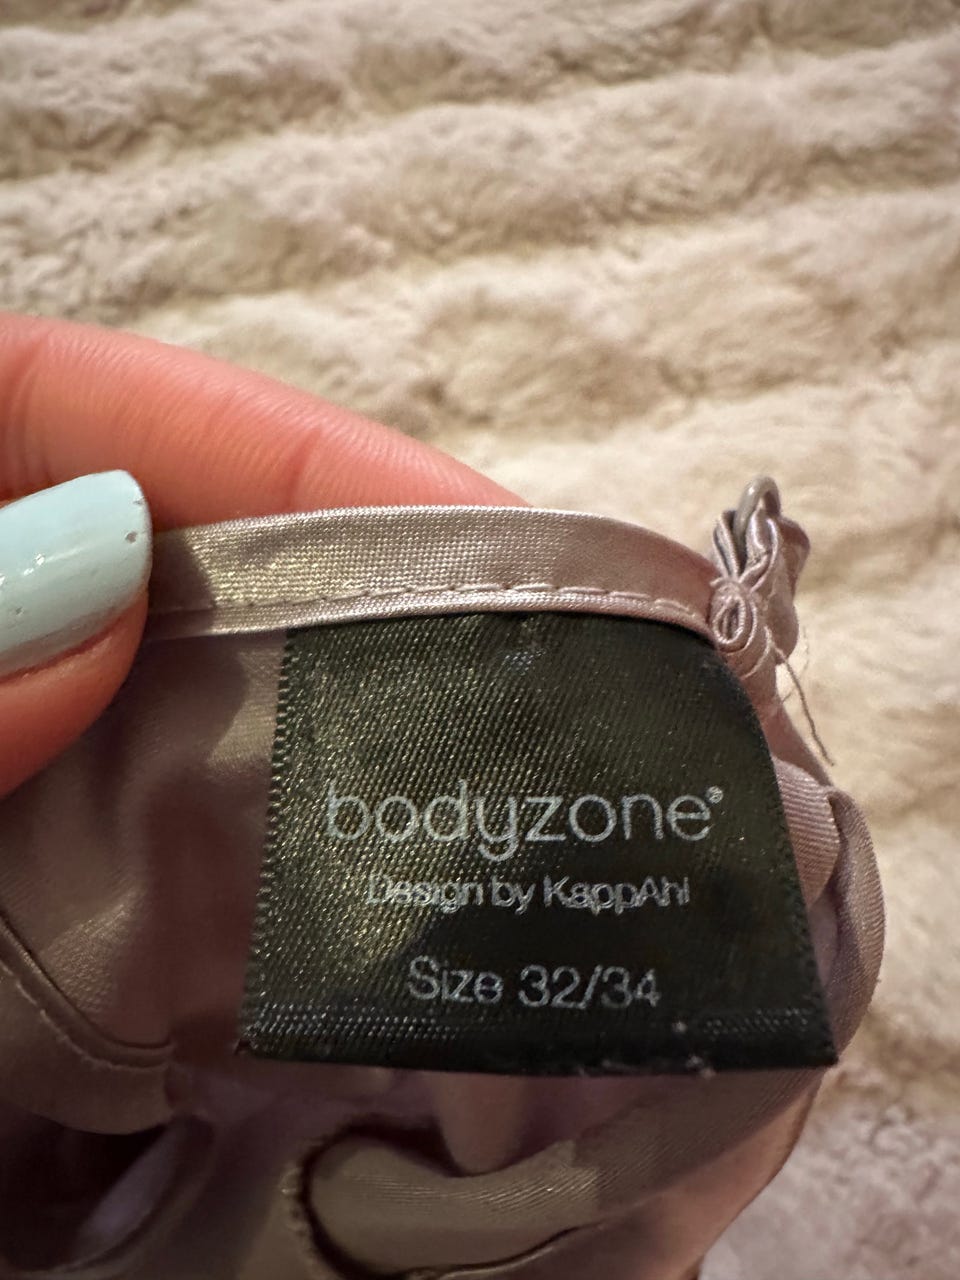 bodyzone®
Design by KappAhl
Size 32/34